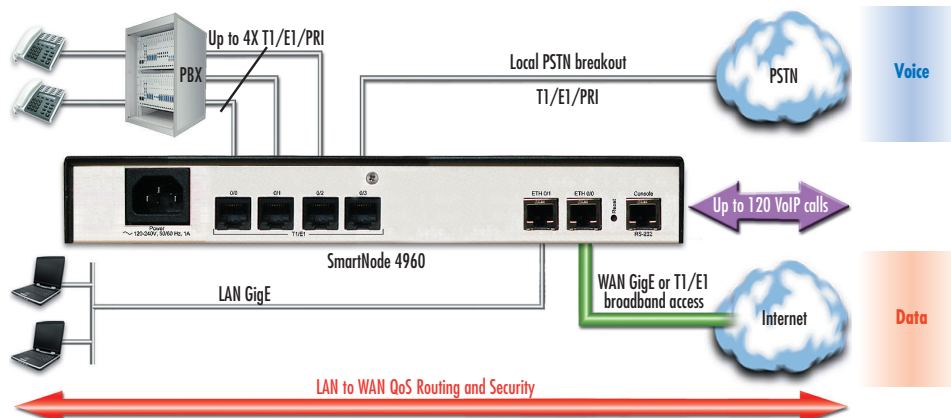 Up to 4X T1/E1/PRI
PBX
Local PSTN breakout
T1/E1/PRI
PSTN
Voice
0/0
0/1
0/2
0/3
ETH 0/1
ETH 0/0
Console
Reset
Power
120-240V, 50/60 Hz, 1A
T1/E1
RS-232
Up to 120 VoIP calls
SmartNode 4960
LAN GigE
WAN GigE or T1/E1
broadband access
Internet
Data
LAN to WAN QoS Routing and Security